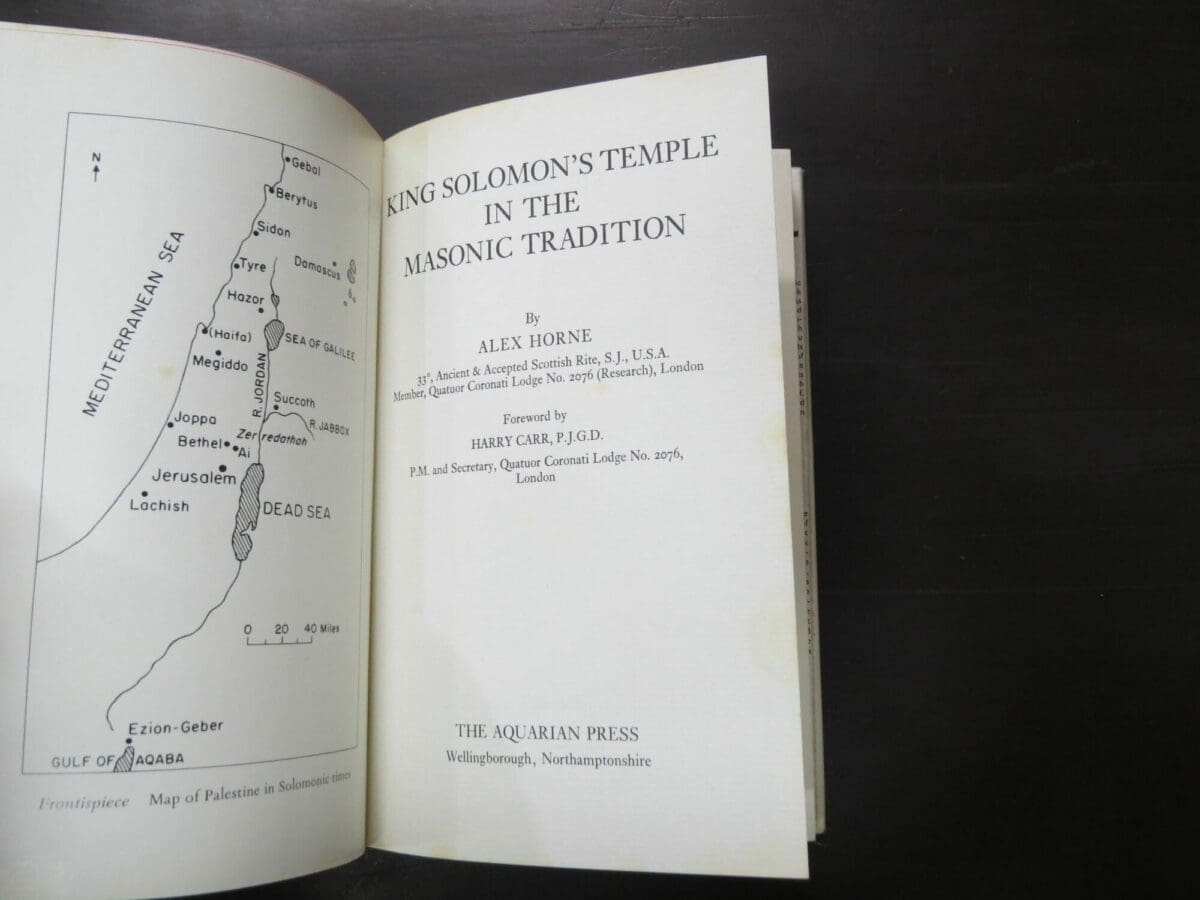 N
Gebal
Berytus
Sidon
Tyre
Damascus
Hazor
MEDITERRANEAN SEA
(Haifa)
SEA OF GALILEE
Megiddo
R. JORDAN
Succoth
R. JABBOX
Joppa
Zer redathah
Bethel
Ai
Jerusalem
Lachish
DEAD SEA
0 20 40 Miles
Ezion-Geber
GULF OF AQABA
Frontispiece Map of Palestine in Solomonic times
KING SOLOMON'S TEMPLE
IN THE
MASONIC TRADITION
By
ALEX HORNE
33°, Ancient & Accepted Scottish Rite, S.J., U.S.A.
Member, Quatuor Coronati Lodge No. 2076 (Research), London
Foreword by
HARRY CARR, P.J.G.D.
P.M. and Secretary, Quatuor Coronati Lodge No. 2076,
London
THE AQUARIAN PRESS
Wellingborough, Northamptonshire